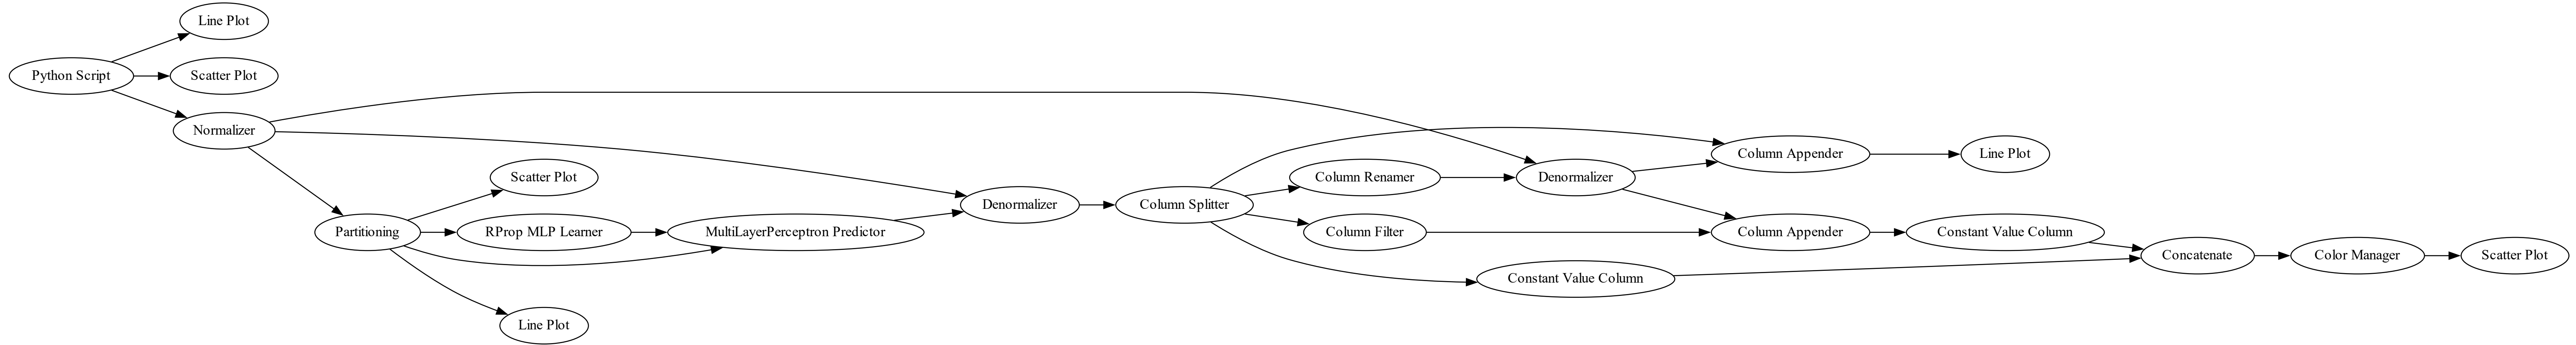 Line Plot
Python Script
Scatter Plot
Normalizer
Scatter Plot
Partitioning
RProp MLP Learner
MultiLayerPerceptron Predictor
Line Plot
Denormalizer
Column Splitter
Column Renamer
Column Filter
Denormalizer
Constant Value Column
Column Appender
Line Plot
Column Appender
Constant Value Column
Concatenate
Color Manager
Scatter Plot